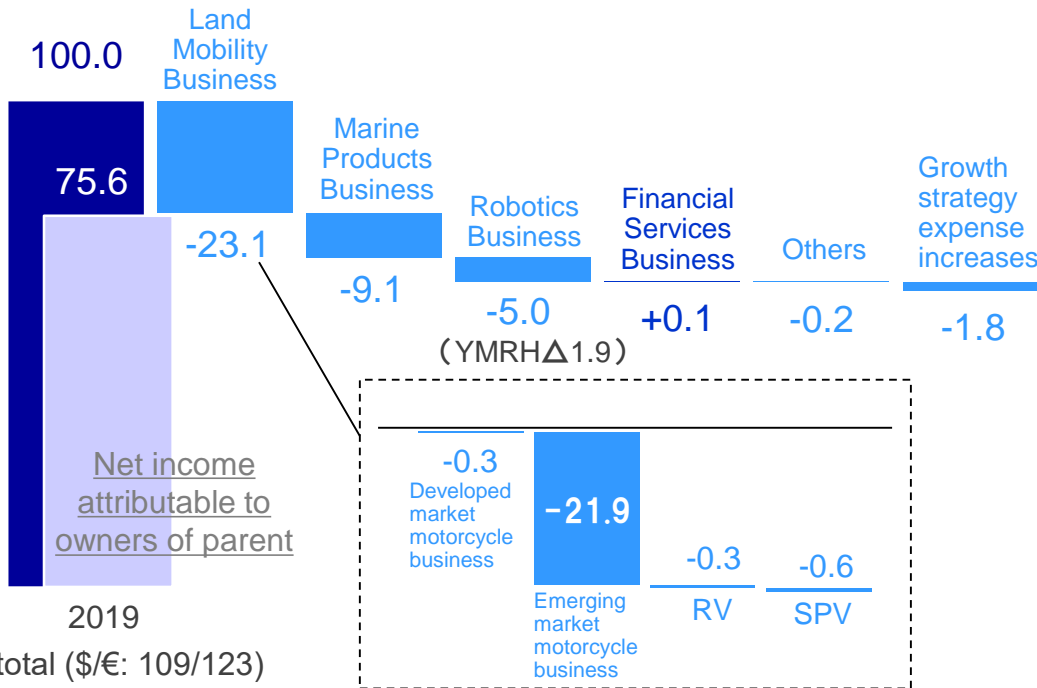 100.0
75.6
Land
Mobility
Business
-23.1
Marine
Products
Business
-9.1
Robotics
Business
-5.0
(YMRH△1.9)
Financial
Services
Business
+0.1
Others
-0.2
Growth
strategy
expense
increases
-1.8
Net income
attributable to
owners of parent
2019
total ($/€: 109/123)
-0.3
Developed
market
motorcycle
business
-21.9
Emerging
market
motorcycle
business
-0.3
RV
-0.6
SPV